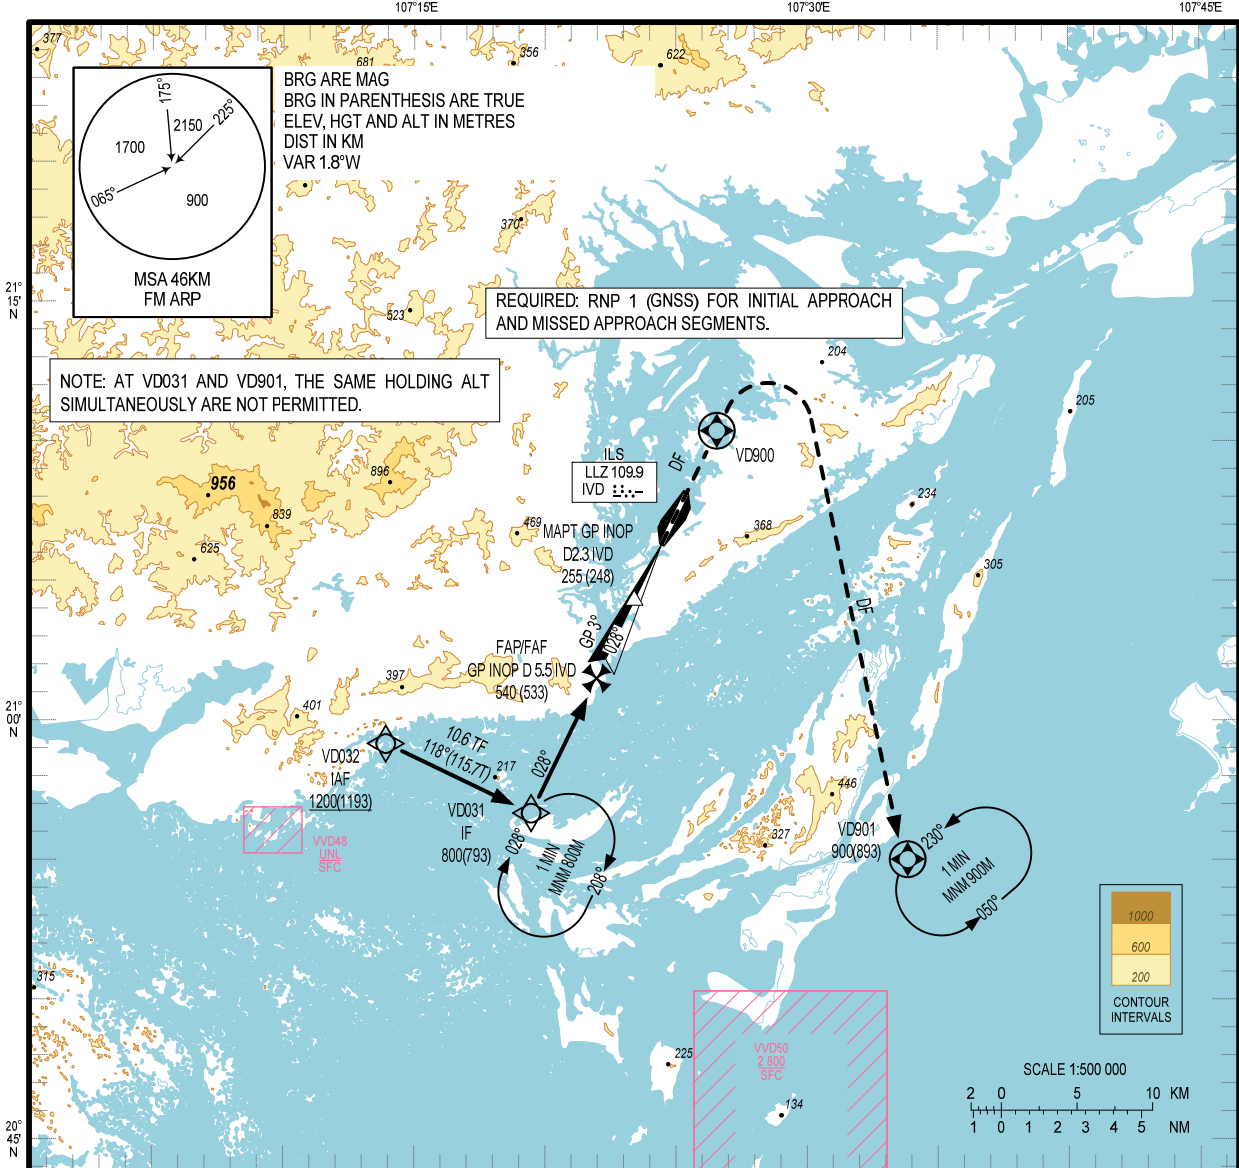 107°15'E
107°30'E
107°45'E
377
681
356
622
BRG ARE MAG
BRG IN PARENTHESIS ARE TRUE
ELEV, HGT AND ALT IN METRES
DIST IN KM
VAR 1.8°W
175°
225°
2150
1700
065°
900
MSA 46KM
FM ARP
370
21°
15'
N
523
REQUIRED: RNP 1 (GNSS) FOR INITIAL APPROACH
AND MISSED APPROACH SEGMENTS.
204
NOTE: AT VD031 AND VD901, THE SAME HOLDING ALT
SIMULTANEOUSLY ARE NOT PERMITTED.
205
VD900
DF
ILS
LLZ 109.9
IVD
896
956
839
625
469
234
368
305
MAPT GP INOP
D2.3 IVD
255 (248)
DF
GP 3°
028°
FAP/FAF
GP INOP D 5.5 IVD
540 (533)
397
401
21°
00'
N
10.6 TF
118°(115.7T)
028°
217
VD032
IAF
1200(1193)
VD031
IF
800(793)
028°
1 MIN
MNM 800M
208°
446
327
VD901
900(893)
230°
1 MIN
MNM 900M
050°
VVD48
UNL
SFC
1000
600
200
CONTOUR
INTERVALS
315
225
VVD50
2 800
SFC
134
SCALE 1:500 000
2 0 5 10 KM
1 0 1 2 3 4 5 NM
20°
45'
N